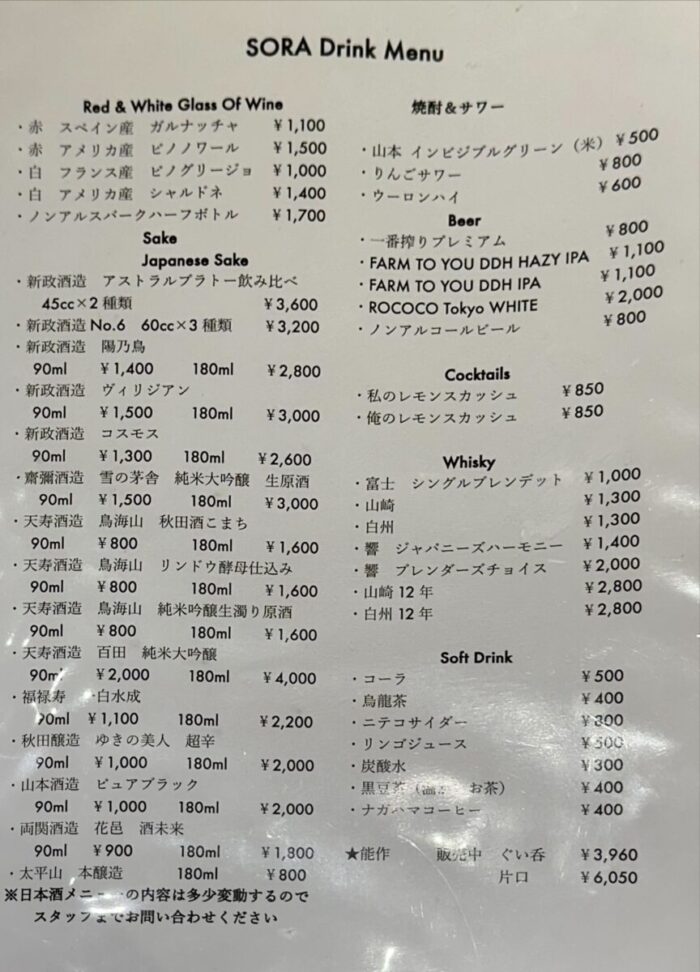 SORA Drink Menu
Red & White Glass Of Wine
・赤　スペイン産　ガルナッチャ　￥1,100
・赤　アメリカ産　ピノノワール　￥1,500
・白　フランス産　ピノグリージョ　￥1,000
・白　アメリカ産　シャルドネ　￥1,400
・ノンアルスパークハーフボトル　￥1,700
Sake
Japanese Sake
・新政酒造　アストラルプラトー飲み比べ
45cc×2種類　￥3,600
・新政酒造No.6　60cc×3種類　￥3,200
・新政酒造　陽乃鳥
90ml　￥1,400　180ml　￥2,800
・新政酒造　ヴィリジアン
90ml　￥1,500　180ml　￥3,000
・新政酒造　コスモス
90ml　￥1,300　180ml　￥2,600
・齋彌酒造　雪の茅舎　純米大吟醸　生原酒
90ml　￥1,500　180ml　￥3,000
・天寿酒造　鳥海山　秋田酒こまち
90ml　￥800　180ml　￥1,600
・天寿酒造　鳥海山　リンドウ酵母仕込み
90ml　￥800　180ml　￥1,600
・天寿酒造　鳥海山　純米吟醸生濁り原酒
90ml　￥800　180ml　￥1,600
・天寿酒造　百田　純米大吟醸
90ml　￥2,000　180ml　￥4,000
・福禄寿　一白水成
90ml　￥1,100　180ml　￥2,200
・秋田醸造　ゆきの美人　超辛
90ml　￥1,000　180ml　￥2,000
・山本酒造　ピュアブラック
90ml　￥1,000　180ml　￥2,000
・両関酒造　花邑　酒未来
90ml　￥900　180ml　￥1,800
・太平山　本醸造　180ml　￥800
※日本酒メニューの内容は多少変動するので
スタッフまでお問い合わせください
焼酎＆サワー
・山本 インビジブルグリーン（米）￥500
・りんごサワー　￥800
・ウーロンハイ　￥600
Beer
・一番搾りプレミアム　￥800
・FARM TO YOU DDH HAZY IPA　￥1,100
・FARM TO YOU DDH IPA　￥1,100
・ROCOCO Tokyo WHITE　￥2,000
・ノンアルコールビール　￥800
Cocktails
・私のレモンスカッシュ　￥850
・俺のレモンスカッシュ　￥850
Whisky
・富士　シングルブレンデット　￥1,000
・山崎　￥1,300
・白州　￥1,300
・響　ジャパニーズハーモニー　￥1,400
・響　ブレンダーズチョイス　￥2,000
・山崎12年　￥2,800
・白州12年　￥2,800
Soft Drink
・コーラ　￥500
・烏龍茶　￥400
・ニテコサイダー　￥800
・リンゴジュース　￥500
・炭酸水　￥300
・黒豆茶（温　お茶）　￥400
・ナガハマコーヒー　￥400
★能作　販売中　ぐい呑　￥3,960
片口　￥6,050